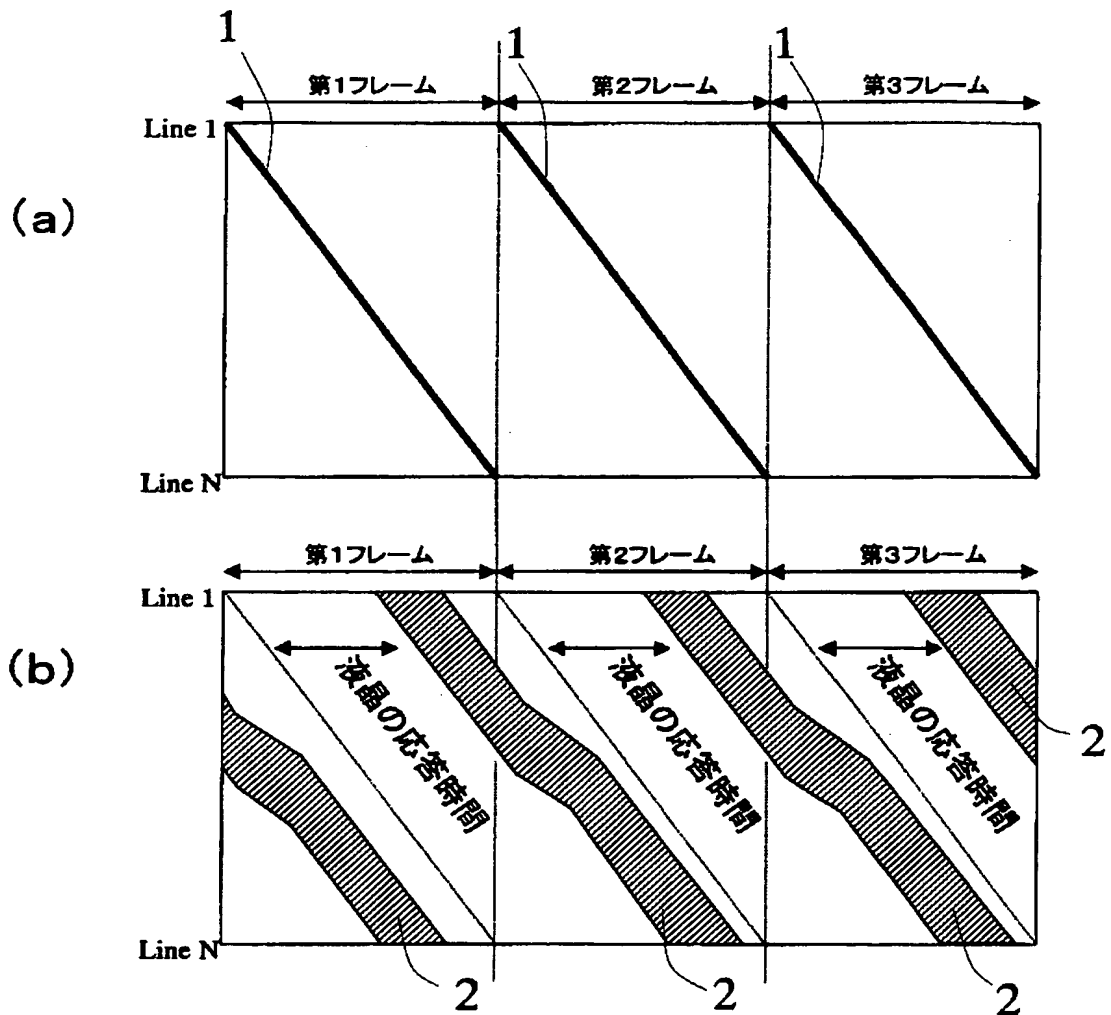 1 1 1
第1フレーム 第2フレーム 第3フレーム
Line 1
(a)
Line N
第1フレーム 第2フレーム 第3フレーム
Line 1
(b)
液晶の応答時間 液晶の応答時間 液晶の応答時間
2
Line N
2 2 2